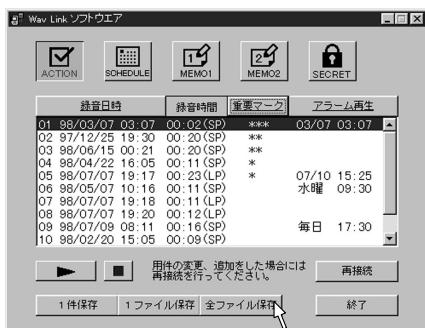 Wav Link ソフトウエア
ACTION SCHEDULE MEMO1 MEMO2 SECRET
録音日時 録音時間 重要マーク アラーム再生
01 98/03/07 03:07 00:02(SP) *** 03/07 03:07
02 97/12/25 19:30 00:20(SP) **
03 98/06/15 00:21 00:20(SP) **
04 98/04/22 16:05 00:11(SP) *
05 98/07/07 19:17 00:23(LP) * 07/10 15:25
06 98/05/07 10:16 00:11(SP) 水曜 09:30
07 98/07/07 19:18 00:11(LP)
08 98/07/07 19:20 00:12(LP)
09 98/07/09 08:11 00:16(SP) 毎日 17:30
10 98/02/20 15:05 00:09(SP)
用件の変更、追加をした場合には
再接続を行ってください。
再接続
1件保存 1ファイル保存 全ファイル保存 終了